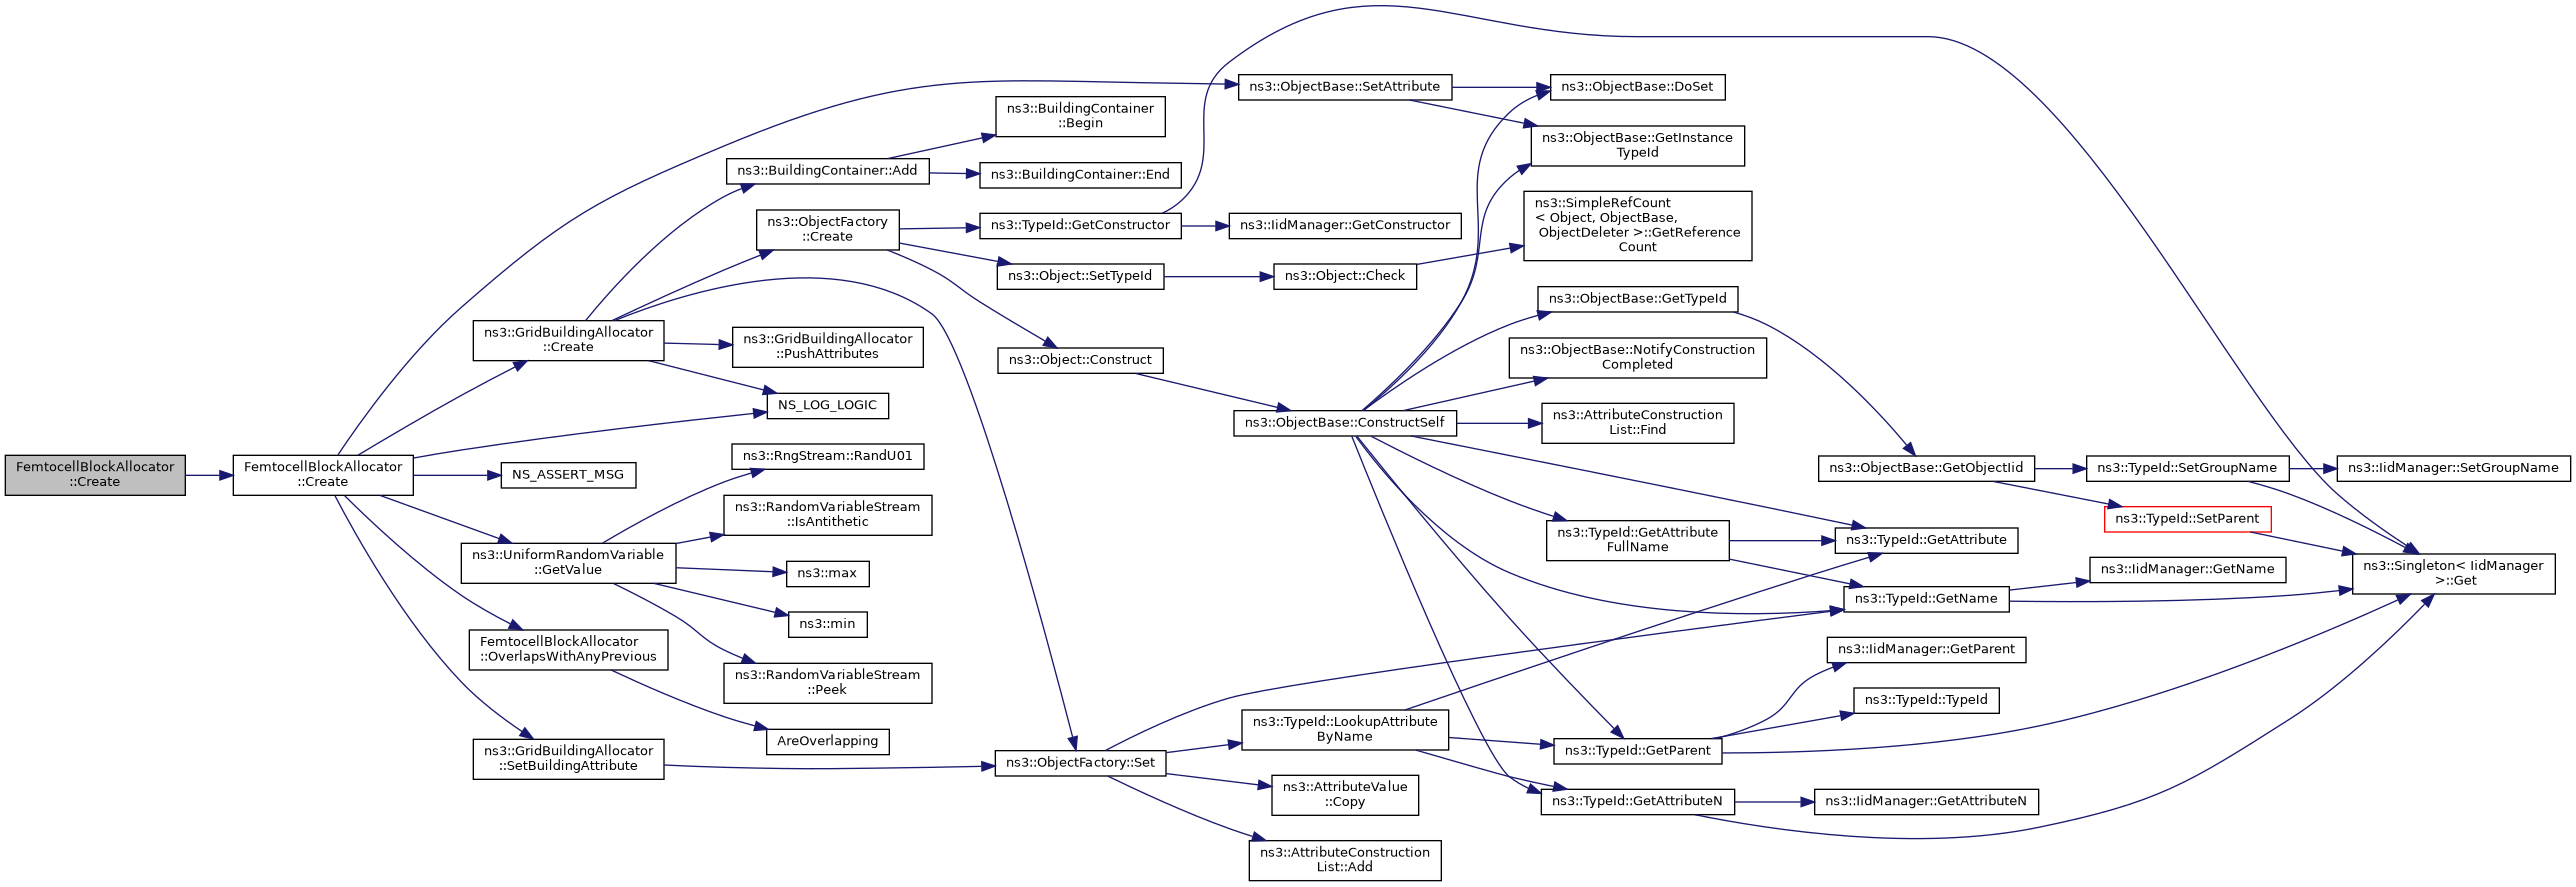 FemtocellBlockAllocator
::Create
FemtocellBlockAllocator
::Create
ns3::GridBuildingAllocator
::Create
NS_ASSERT_MSG
ns3::UniformRandomVariable
::GetValue
FemtocellBlockAllocator
::OverlapsWithAnyPrevious
ns3::GridBuildingAllocator
::SetBuildingAttribute
ns3::BuildingContainer::Add
ns3::ObjectFactory
::Create
ns3::GridBuildingAllocator
::PushAttributes
NS_LOG_LOGIC
ns3::RngStream::RandU01
ns3::RandomVariableStream
::IsAntithetic
ns3::max
ns3::min
ns3::RandomVariableStream
::Peek
AreOverlapping
ns3::BuildingContainer
::Begin
ns3::BuildingContainer::End
ns3::TypeId::GetConstructor
ns3::Object::SetTypeId
ns3::Object::Construct
ns3::ObjectFactory::Set
ns3::ObjectBase::SetAttribute
ns3::IidManager::GetConstructor
ns3::Object::Check
ns3::ObjectBase::ConstructSelf
ns3::TypeId::LookupAttribute
ByName
ns3::AttributeValue
::Copy
ns3::AttributeConstruction
List::Add
ns3::ObjectBase::DoSet
ns3::ObjectBase::GetInstance
TypeId
ns3::SimpleRefCount
< Object, ObjectBase,
ObjectDeleter >::GetReference
Count
ns3::ObjectBase::GetTypeId
ns3::ObjectBase::NotifyConstruction
Completed
ns3::AttributeConstruction
List::Find
ns3::TypeId::GetAttribute
FullName
ns3::TypeId::GetParent
ns3::TypeId::GetAttributeN
ns3::ObjectBase::GetObjectIid
ns3::TypeId::GetAttribute
ns3::TypeId::GetName
ns3::IidManager::GetParent
ns3::TypeId::TypeId
ns3::IidManager::GetAttributeN
ns3::TypeId::SetGroupName
ns3::TypeId::SetParent
ns3::IidManager::GetName
ns3::IidManager::SetGroupName
ns3::Singleton< IidManager
>::Get